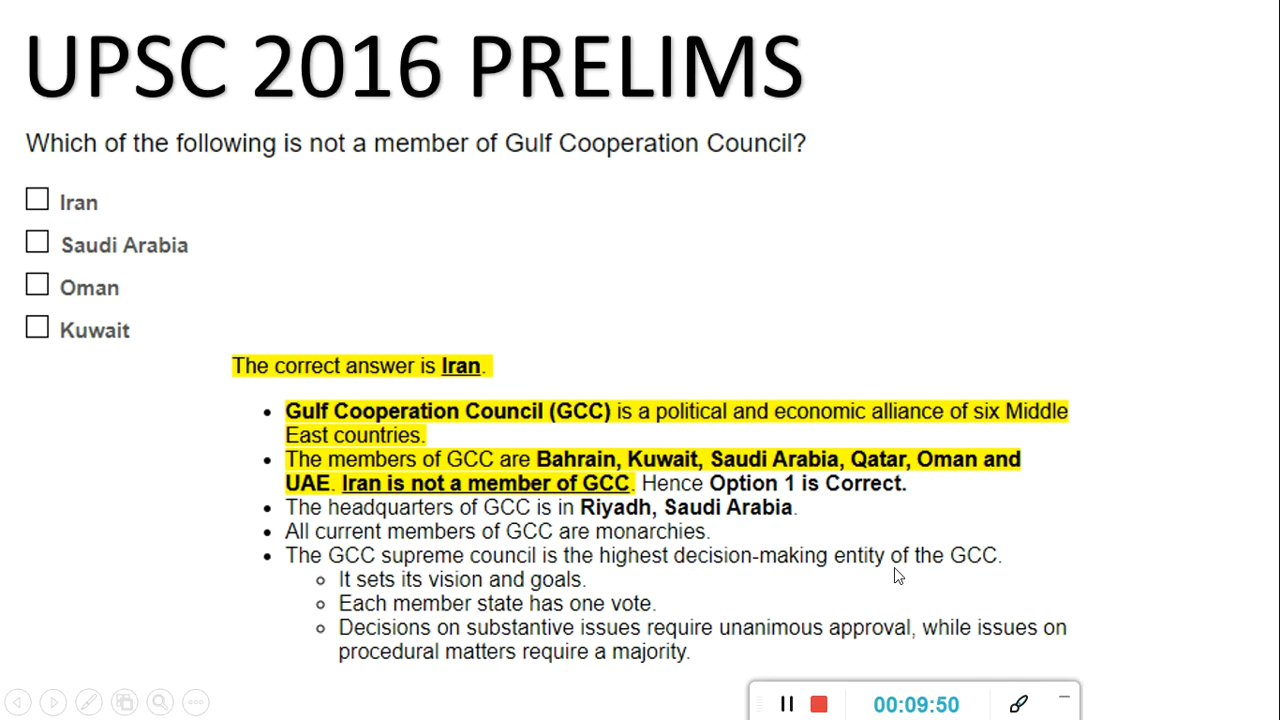 UPSC 2016 PRELIMS
Which of the following is not a member of Gulf Cooperation Council?
Iran
Saudi Arabia
Oman
Kuwait
The correct answer is Iran.
• Gulf Cooperation Council (GCC) is a political and economic alliance of six Middle
East countries.
• The members of GCC are Bahrain, Kuwait, Saudi Arabia, Qatar, Oman and
UAE. Iran is not a member of GCC. Hence Option 1 is Correct.
• The headquarters of GCC is in Riyadh, Saudi Arabia.
• All current members of GCC are monarchies.
• The GCC supreme council is the highest decision-making entity of the GCC.
○ It sets its vision and goals.
○ Each member state has one vote.
○ Decisions on substantive issues require unanimous approval, while issues on
procedural matters require a majority.
00:09:50